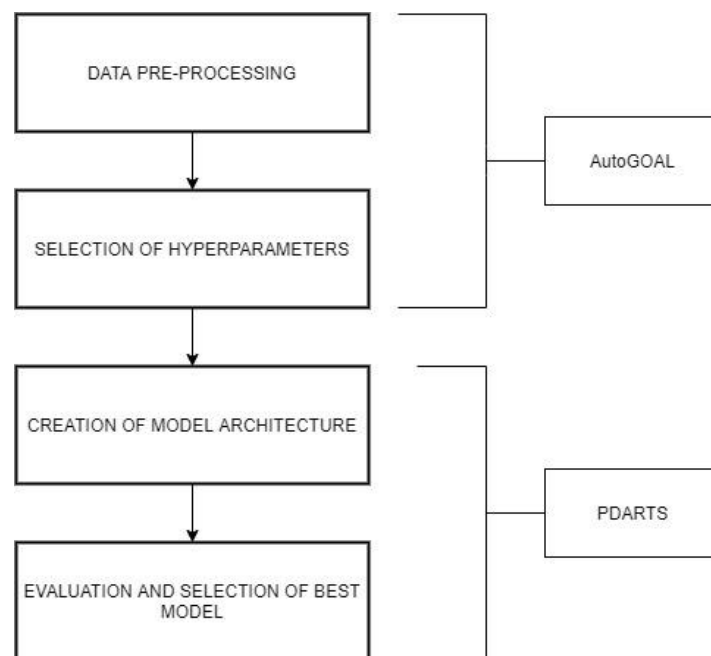 DATA PRE-PROCESSING
AutoGOAL
SELECTION OF HYPERPARAMETERS
CREATION OF MODEL ARCHITECTURE
PDARTS
EVALUATION AND SELECTION OF BEST
MODEL